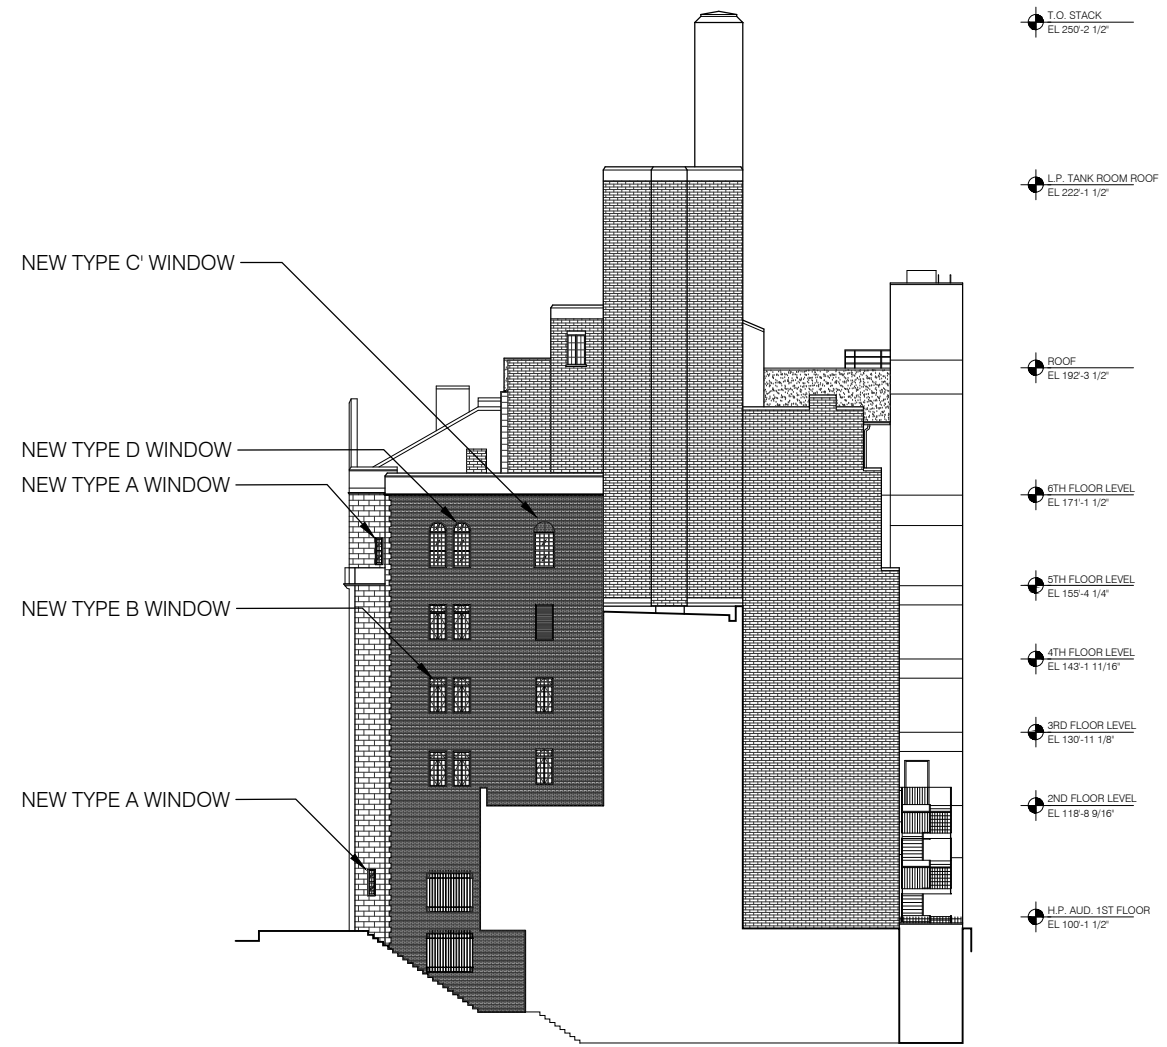 T.O. STACK
EL 250'-2 1/2"
L.P. TANK ROOM ROOF
EL 222'-1 1/2"
NEW TYPE C' WINDOW
ROOF
EL 192'-3 1/2"
NEW TYPE D WINDOW
NEW TYPE A WINDOW
6TH FLOOR LEVEL
EL 171'-1 1/2"
5TH FLOOR LEVEL
EL 155'-4 1/4"
NEW TYPE B WINDOW
4TH FLOOR LEVEL
EL 143'-1 11/16"
3RD FLOOR LEVEL
EL 130'-11 1/8"
NEW TYPE A WINDOW
2ND FLOOR LEVEL
EL 118'-8 9/16"
H.P. AUD. 1ST FLOOR
EL 100'-1 1/2"